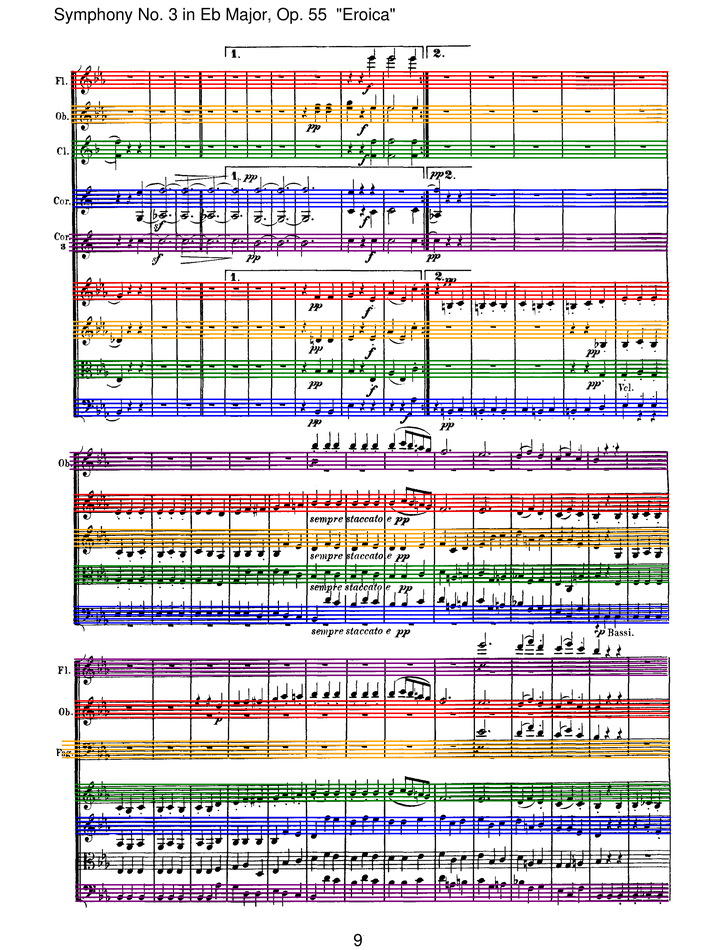 Symphony No. 3 in Eb Major, Op. 55 "Eroica"
1. 2.
Fl.
f
Ob.
pp f
Cl.
f
1. pp pp 2.
Cor.
sf f
Cor.
3
sf pp f pp
1. 2. pp
pp f
pp f pp
pp f pp Vcl.
pp f pp
Ob.
p
sempre staccato e pp
sempre staccato e pp
sempre staccato e pp
sempre staccato e pp
p Bassi.
Fl.
p
Ob.
p
Fag.
9